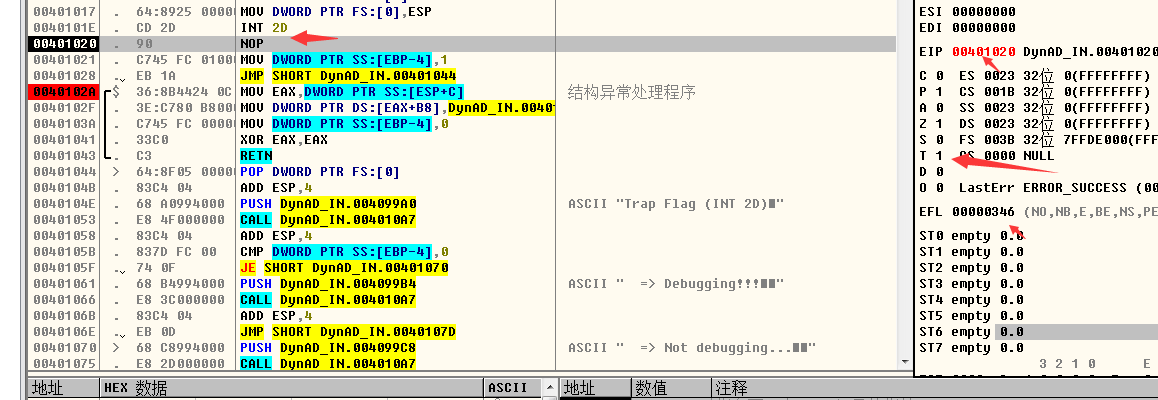 00401017 . 64:8925 00000 MOV DWORD PTR FS:[0],ESP
0040101E . CD 2D INT 2D
00401020 . 90 NOP
00401021 . C745 FC 01000 MOV DWORD PTR SS:[EBP-4],1
00401028 . EB 1A JMP SHORT DynAD_IN.00401044
0040102A $ 36:8B4424 0C MOV EAX,DWORD PTR SS:[ESP+C] 结构异常处理程序
0040102F . 3E:C780 B8000 MOV DWORD PTR DS:[EAX+B8],DynAD_IN.0040
0040103A . C745 FC 00000 MOV DWORD PTR SS:[EBP-4],0
00401041 . 33C0 XOR EAX,EAX
00401043 . C3 RETN
00401044 > 64:8F05 00000 POP DWORD PTR FS:[0]
0040104B . 83C4 04 ADD ESP,4
0040104E . 68 A0994000 PUSH DynAD_IN.004099A0 ASCII "Trap Flag (INT 2D)"
00401053 . E8 4F000000 CALL DynAD_IN.004010A7
00401058 . 83C4 04 ADD ESP,4
0040105B . 837D FC 00 CMP DWORD PTR SS:[EBP-4],0
0040105F . 74 0F JE SHORT DynAD_IN.00401070
00401061 . 68 B4994000 PUSH DynAD_IN.004099B4 ASCII " => Debugging!!!"
00401066 . E8 3C000000 CALL DynAD_IN.004010A7
0040106B . 83C4 04 ADD ESP,4
0040106E . EB 0D JMP SHORT DynAD_IN.0040107D
00401070 > 68 C8994000 PUSH DynAD_IN.004099C8 ASCII " => Not debugging..."
00401075 . E8 2D000000 CALL DynAD_IN.004010A7
地址 HEX 数据 ASCII 地址 数值 注释
ESI 00000000
EDI 00000000
EIP 00401020 DynAD_IN.00401020
C 0 ES 0023 32位 0(FFFFFFFF)
P 1 CS 001B 32位 0(FFFFFFFF)
A 0 SS 0023 32位 0(FFFFFFFF)
Z 1 DS 0023 32位 0(FFFFFFFF)
S 0 FS 003B 32位 7FFDE000(FFF
T 1 GS 0000 NULL
D 0
O 0 LastErr ERROR_SUCCESS (00
EFL 00000346 (NO,NB,E,BE,NS,PE
ST0 empty 0.0
ST1 empty 0.0
ST2 empty 0.0
ST3 empty 0.0
ST4 empty 0.0
ST5 empty 0.0
ST6 empty 0.0
ST7 empty 0.0
3 2 1 0 E